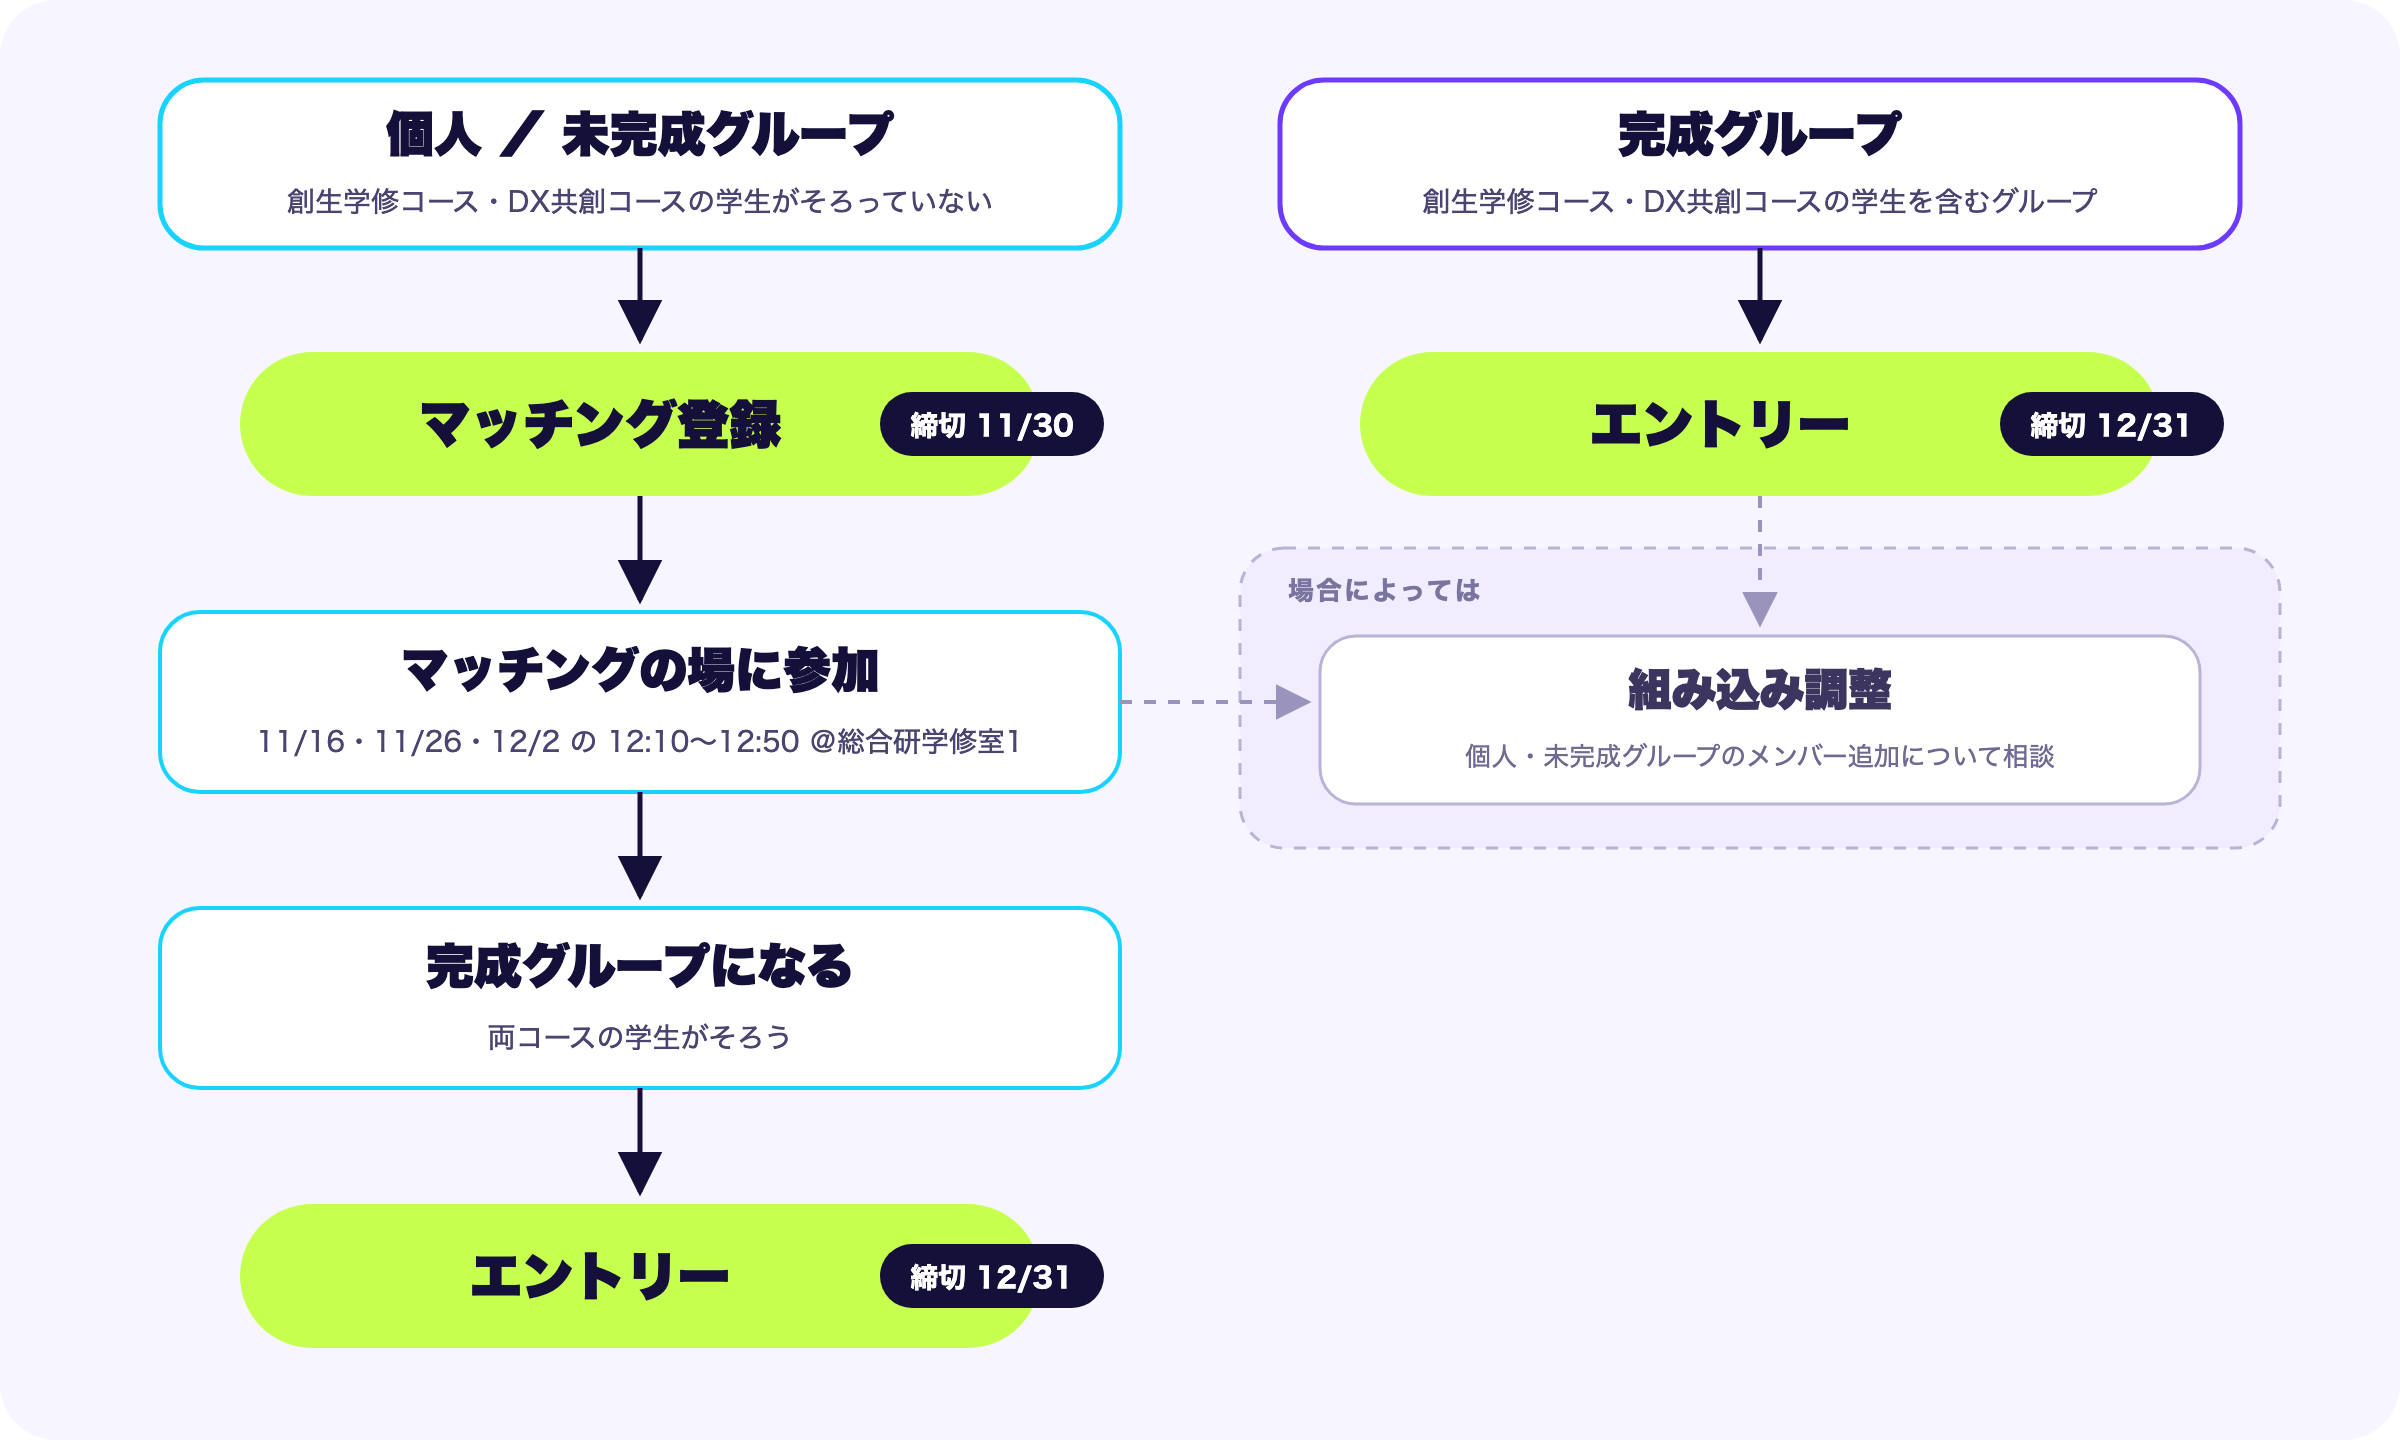 個人 / 未完成グループ
創生学修コース・DX共創コースの学生がそろっていない
マッチング登録
締切 11/30
マッチングの場に参加
11/16・11/26・12/2 の 12:10〜12:50 @総合研学修室1
完成グループになる
両コースの学生がそろう
エントリー
締切 12/31
完成グループ
創生学修コース・DX共創コースの学生を含むグループ
エントリー
締切 12/31
場合によっては
組み込み調整
個人・未完成グループのメンバー追加について相談